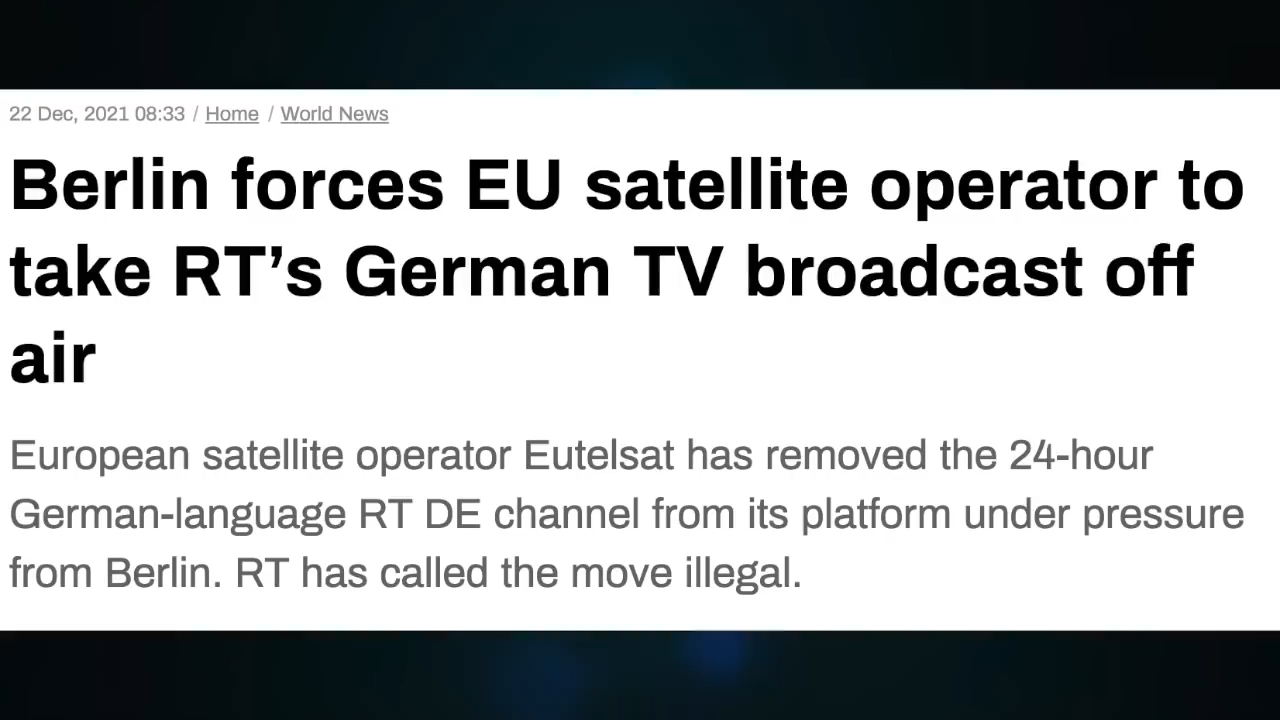 22 Dec, 2021 08:33 / Home / World News
Berlin forces EU satellite operator to
take RT’s German TV broadcast off
air
European satellite operator Eutelsat has removed the 24-hour
German-language RT DE channel from its platform under pressure
from Berlin. RT has called the move illegal.